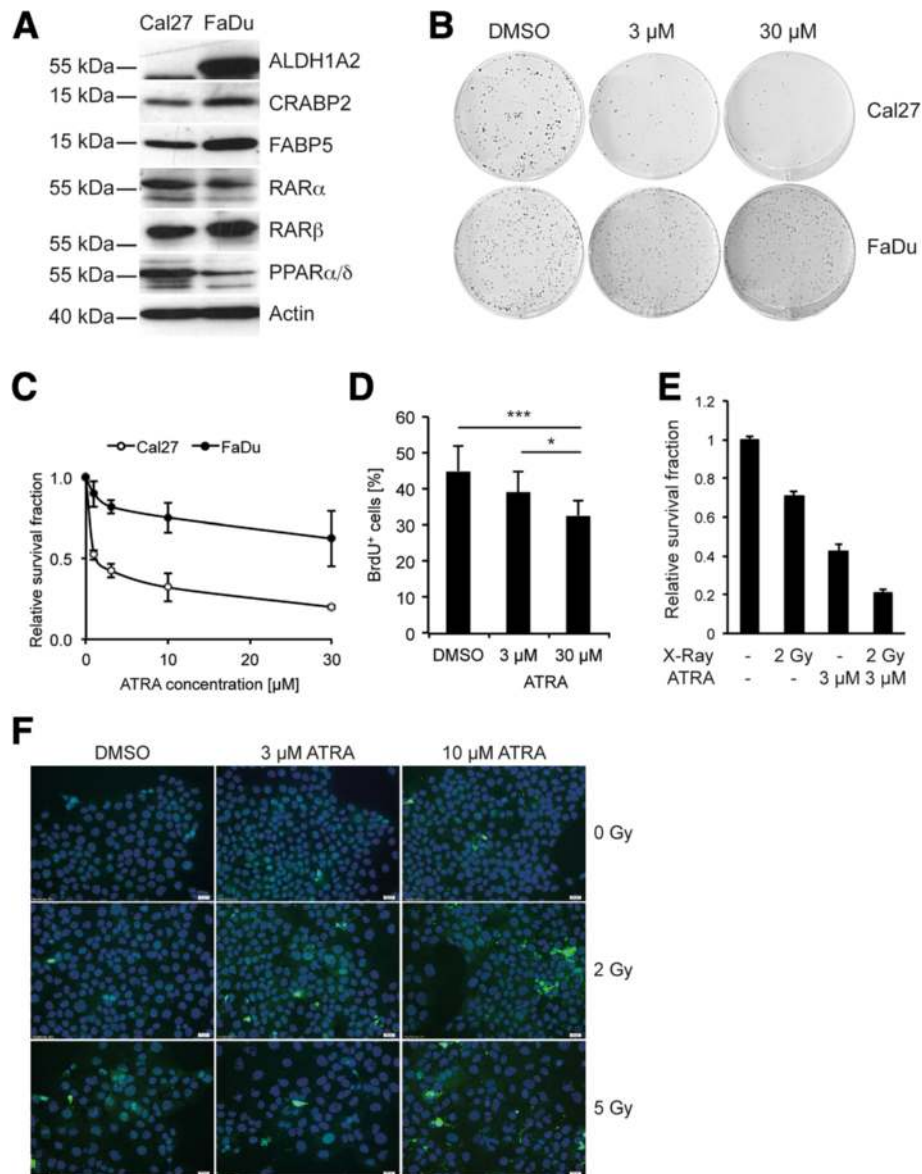 A
Cal27 FaDu
55 kDa ALDH1A2
15 kDa CRABP2
15 kDa FABP5
55 kDa RARα
55 kDa RARβ
55 kDa PPARα/δ
40 kDa Actin
B
DMSO 3 µM 30 µM
Cal27
FaDu
C
Cal27 FaDu
Relative survival fraction
1.0
0.5
0.0
0 10 20 30
ATRA concentration [µM]
D
BrdU⁺ cells [%]
60
50
40
30
20
10
0
***
*
DMSO 3 µM 30 µM
ATRA
E
Relative survival fraction
1.2
1
0.8
0.6
0.4
0.2
0
X-Ray - 2 Gy - 2 Gy
ATRA - - 3 µM 3 µM
F
DMSO 3 µM ATRA 10 µM ATRA
0 Gy
2 Gy
5 Gy